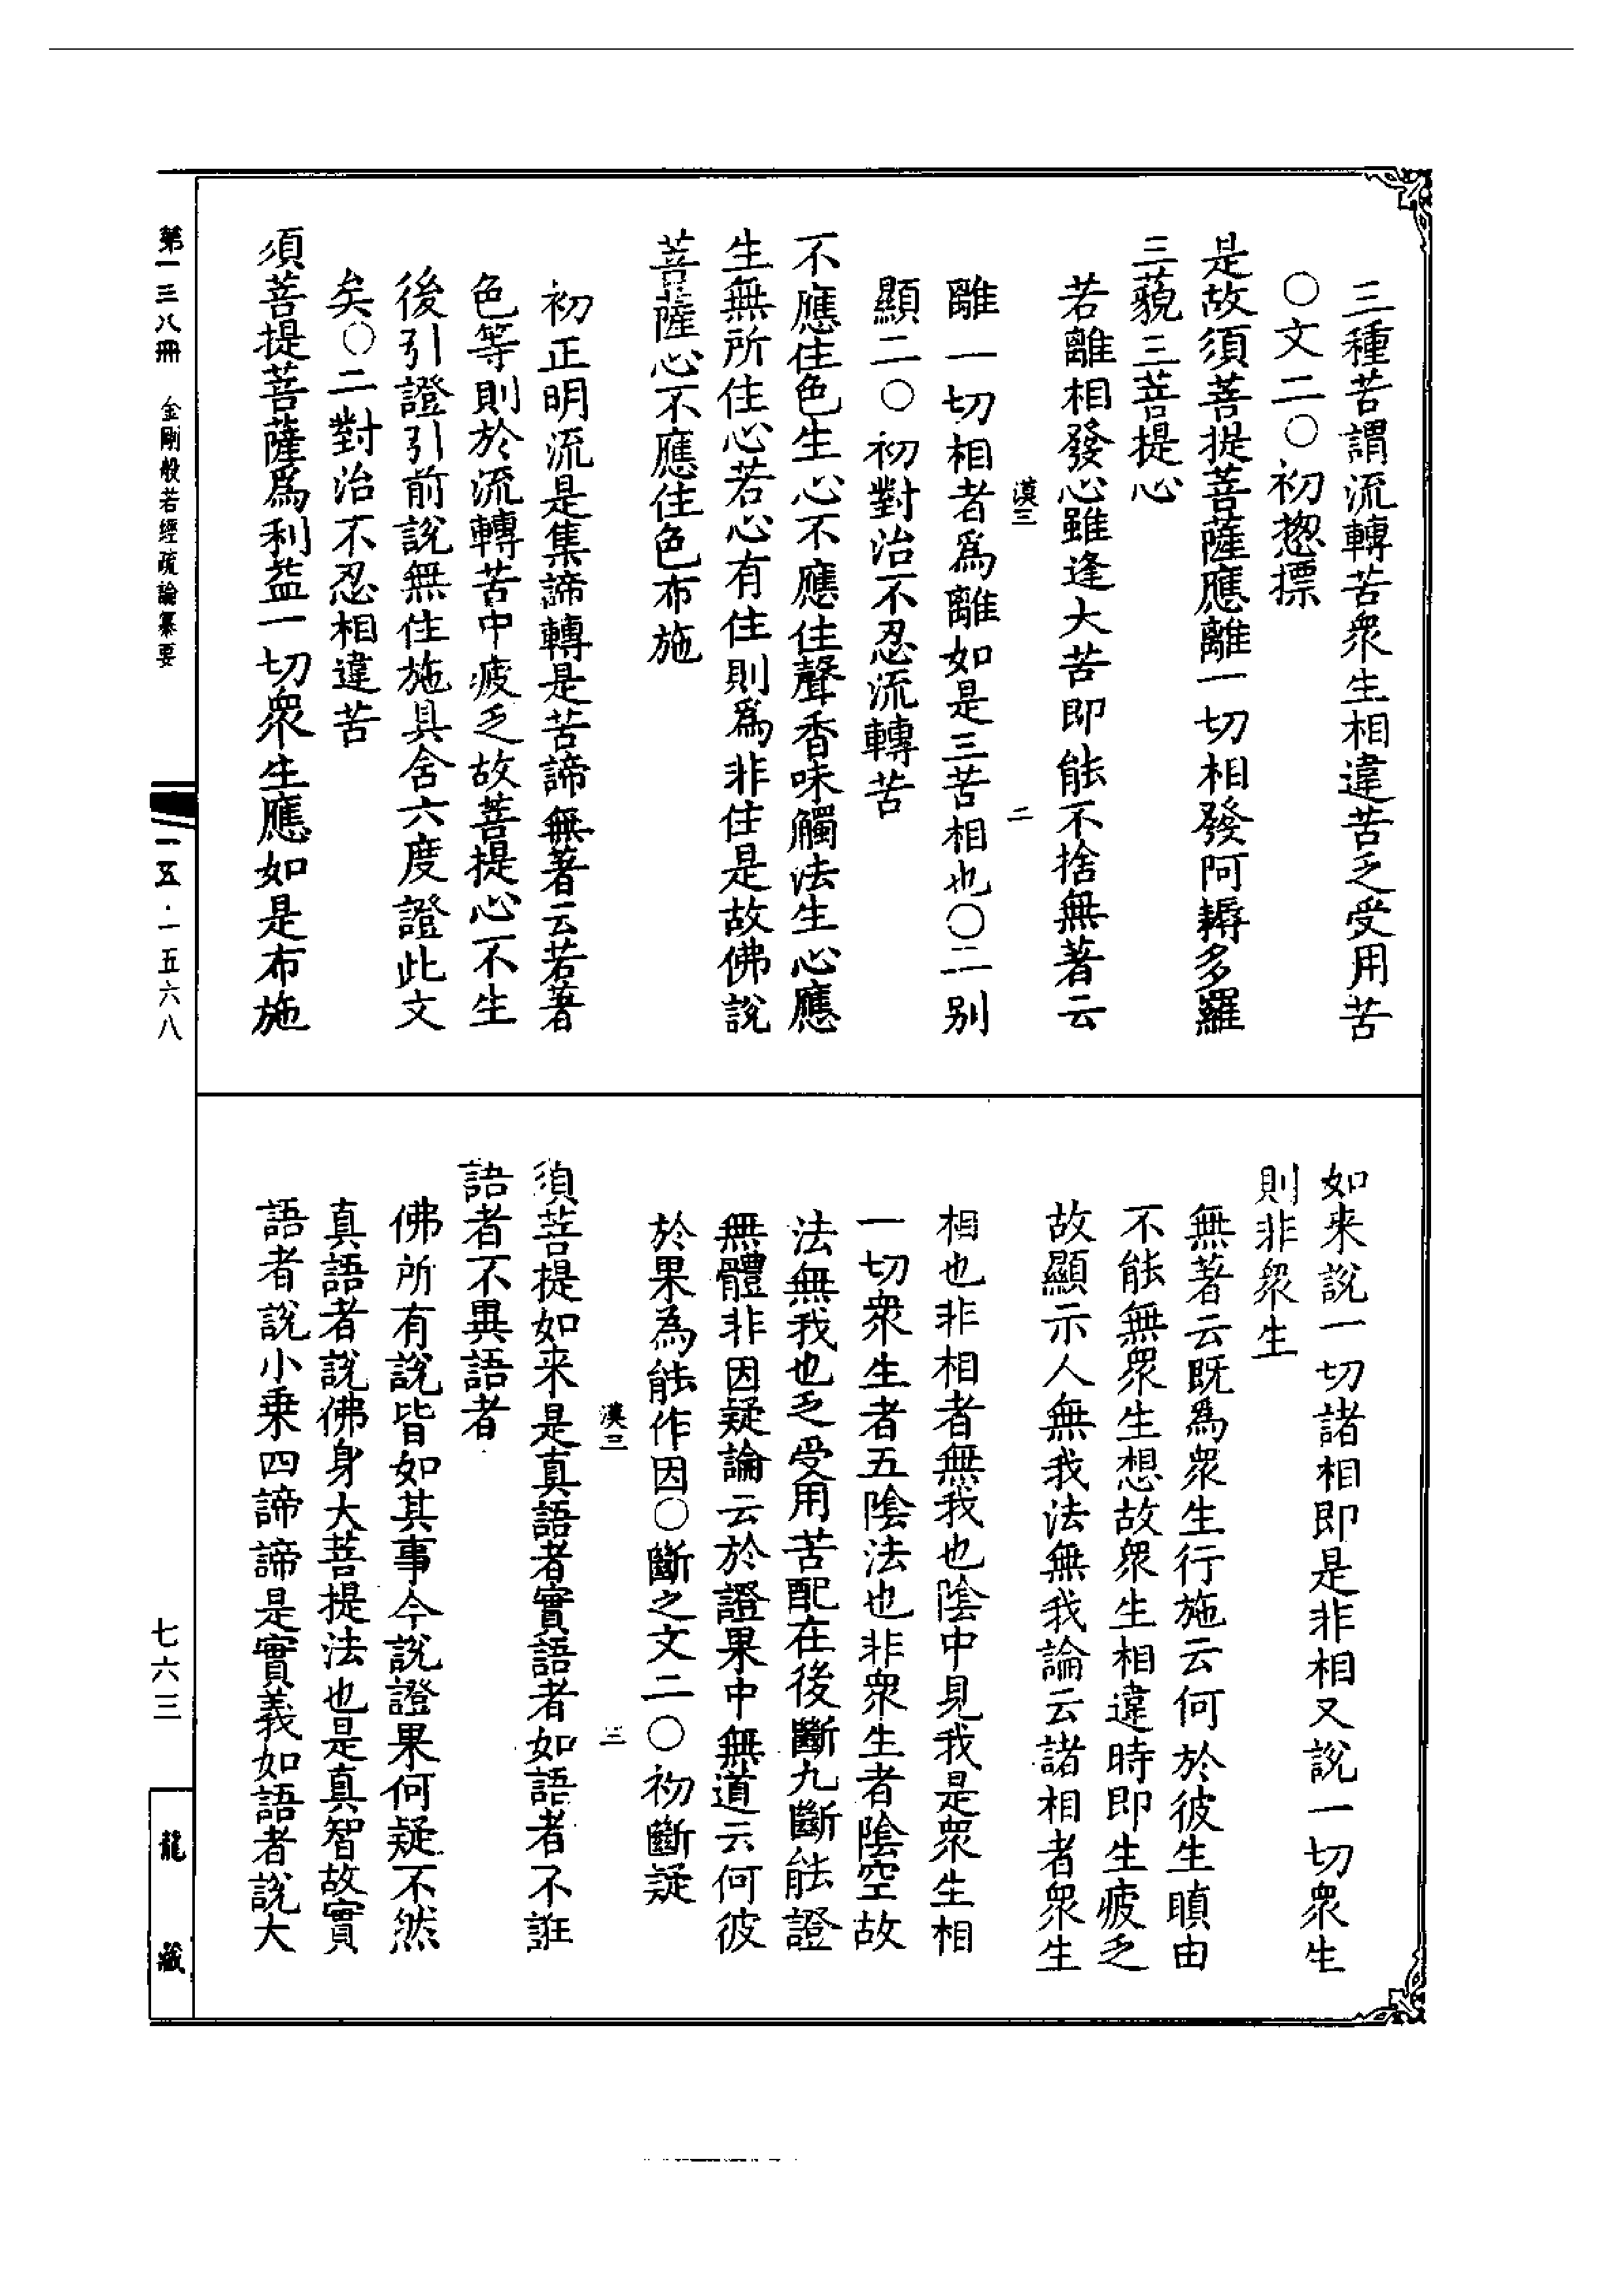 三種苦謂流轉苦衆生相違苦乏受用苦
○文二○初惣摽
是故須菩提菩薩應離一切相發阿耨多羅
三藐三菩提心
若離相發心雖逢大苦即能不捨無著云
漠三
二
離一切相者爲離如是三苦相也○二别
顯二○初對治不忍流轉苦
不應住色生心不應住聲香味觸法生心應
生無所住心若心有住則爲非住是故佛說
菩薩心不應住色布施
初正明流是集諦轉是苦諦無著云若著
色等則於流轉苦中疲乏故菩提心不生
後引證引前說無住施具含六度證此文
矣○二對治不忍相違苦
須菩提菩薩爲利益一切衆生應如是布施
如来說一切諸相即是非相又說一切衆生
則非衆生
無著云既爲衆生行施云何於彼生瞋由
不能無衆生想故衆生相違時即生疲乏
故顯示人無我法無我論云諸相者衆生
相也非相者無我也陰中見我是衆生相
一切衆生者五陰法也非衆生者陰空故
法無我也乏受用苦配在後斷九斷能證
無體非因疑論云於證果中無道云何彼
於果為能作因○斷之文二○初斷疑
漠三
三
須菩提如来是真語者實語者如語者不誑
語者不異語者
佛所有說皆如其事今說證果何疑不然
真語者說佛身大菩提法也是真智故實
語者說小乗四諦諦是實義如語者說大
第一三八冊
金剛般若經疏論纂要
一五·一五六八
七六三
龍藏